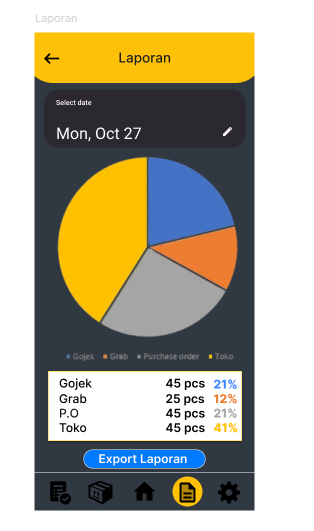 Laporan
Laporan
Select date
Mon, Oct 27
Gojek Grab Purchase order Toko
Gojek 45 pcs 21%
Grab 25 pcs 12%
P.O 45 pcs 21%
Toko 45 pcs 41%
Export Laporan